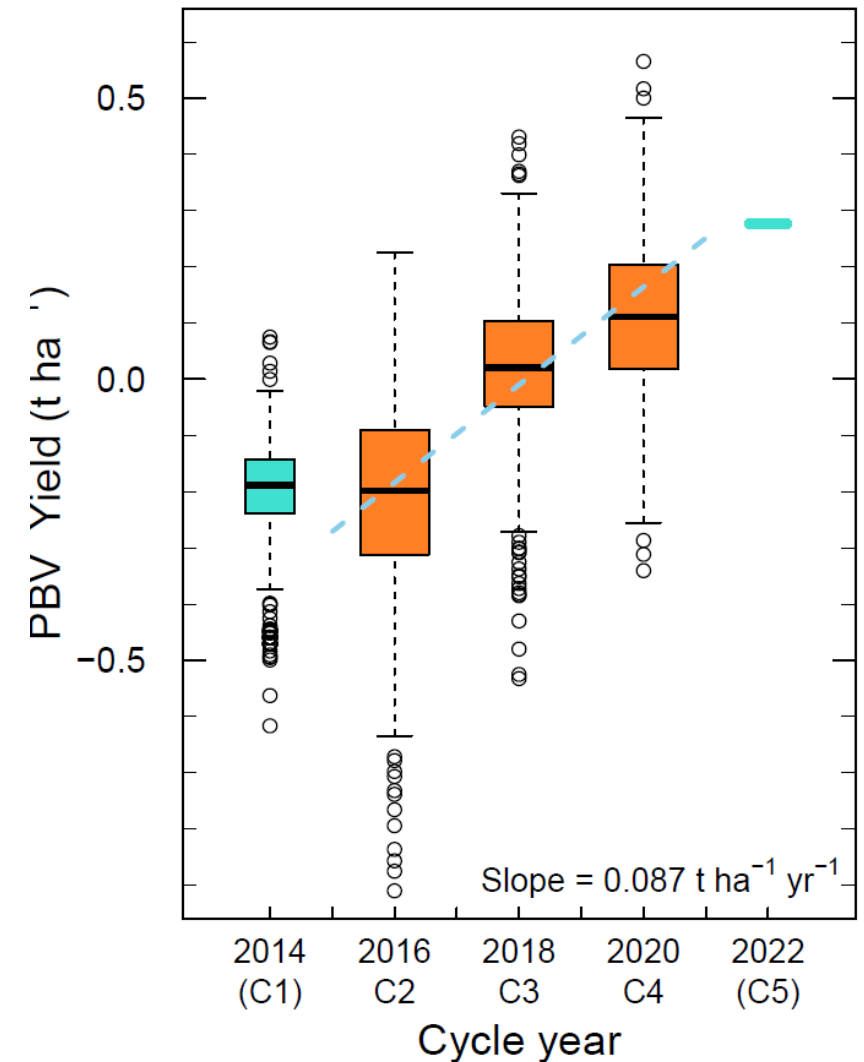 PBV Yield (t ha
0.5
0.0
−0.5
Slope = 0.087 t ha⁻¹ yr⁻¹
2014 2016 2018 2020 2022
(C1) C2 C3 C4 (C5)
Cycle year